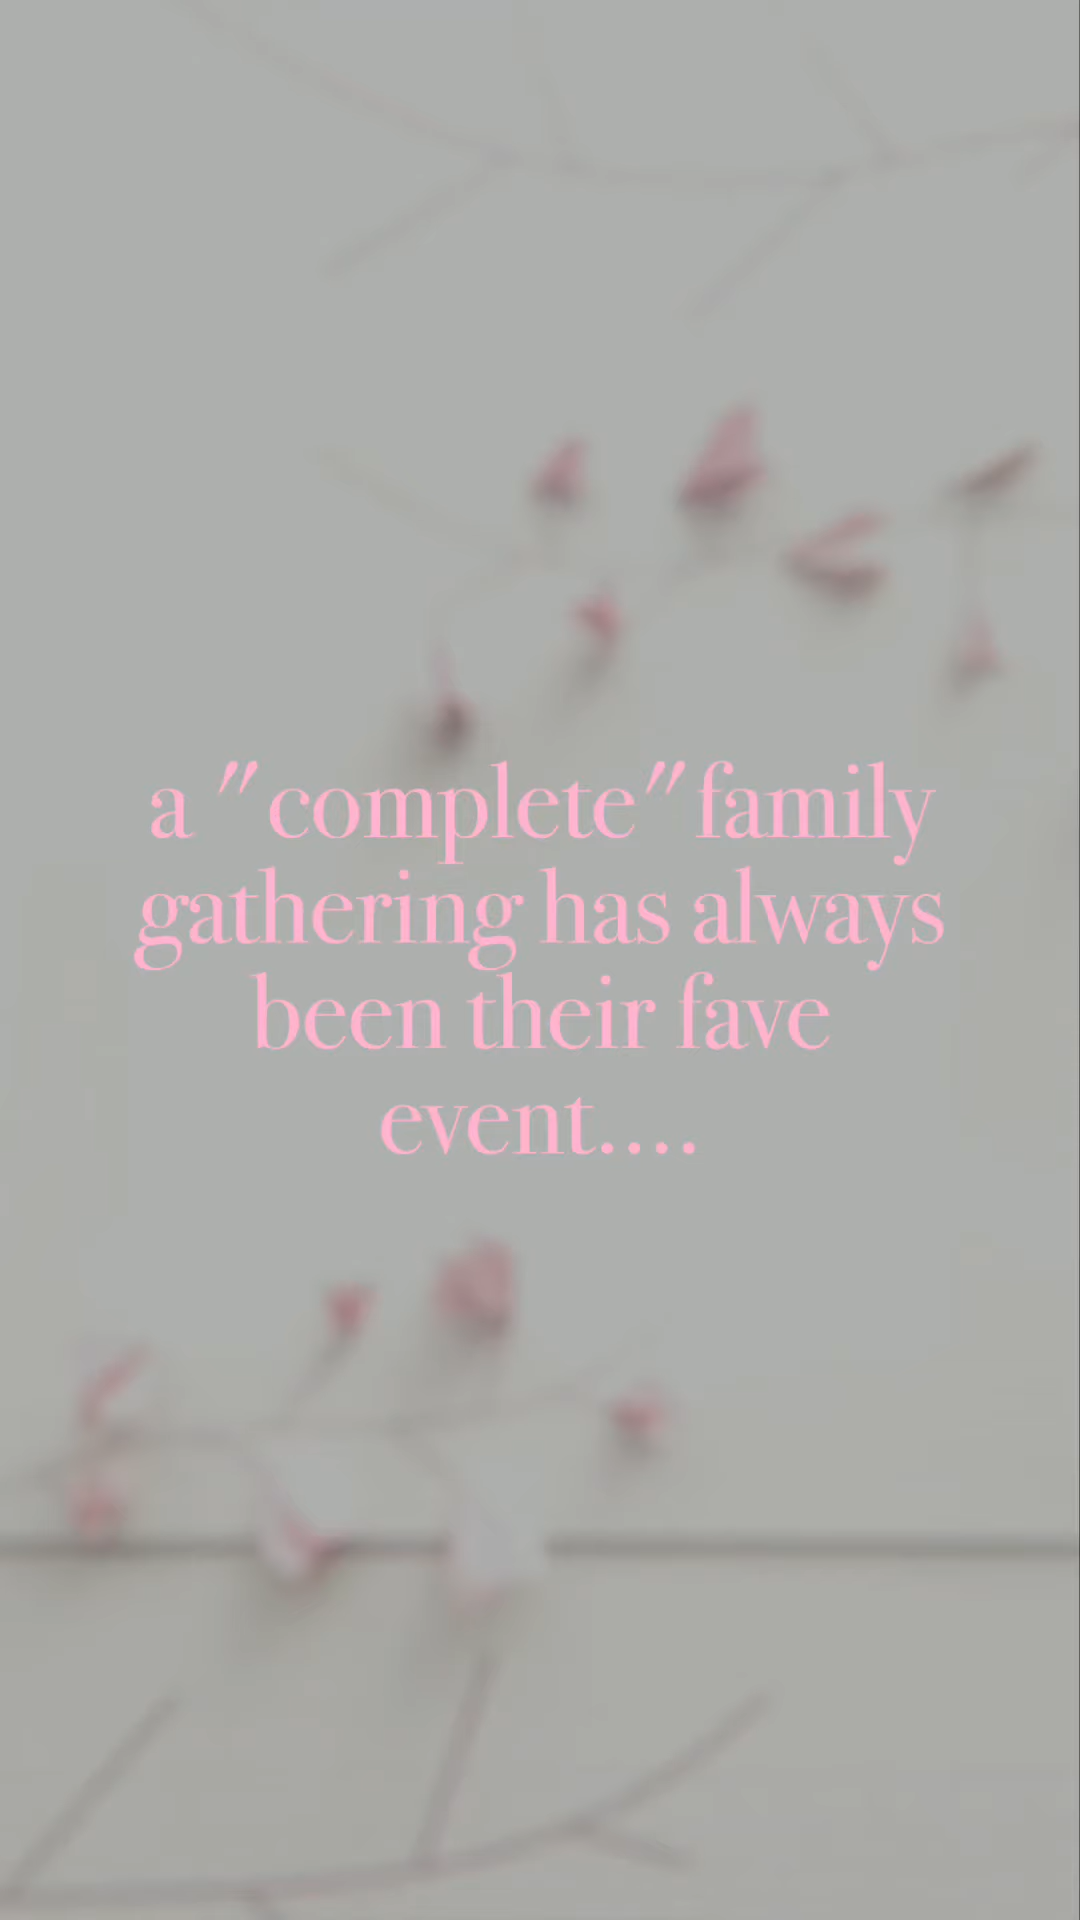 a "complete" family
gathering has always
been their fave
event....